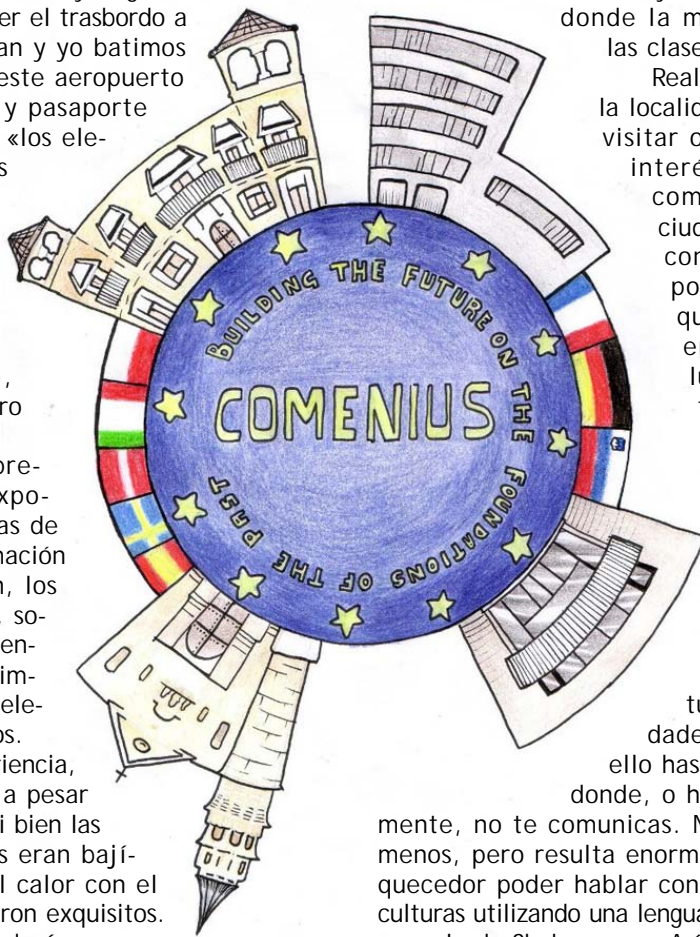 er el trasbordo a
an y yo batimos
este aeropuerto
y pasaporte
«los ele-
s
,
ro
ore-
xpo-
as de
mación
n, los
, so-
en-
im-
ele-
os.
riencia,
a pesar
i bien las
s eran bají-
l calor con el
ron exquisitos.
BUILDING THE FUTURE ON THE FOUNDATIONS OF THE PAST
COMENIUS
donde la m
las clase
Real
la localid
visitar o
interé
com
ciud
con
po
qu
e
tu
dade
ello has
donde, o h
mente, no te comunicas.
menos, pero resulta enorm
quecedor poder hablar con
culturas utilizando una lengua